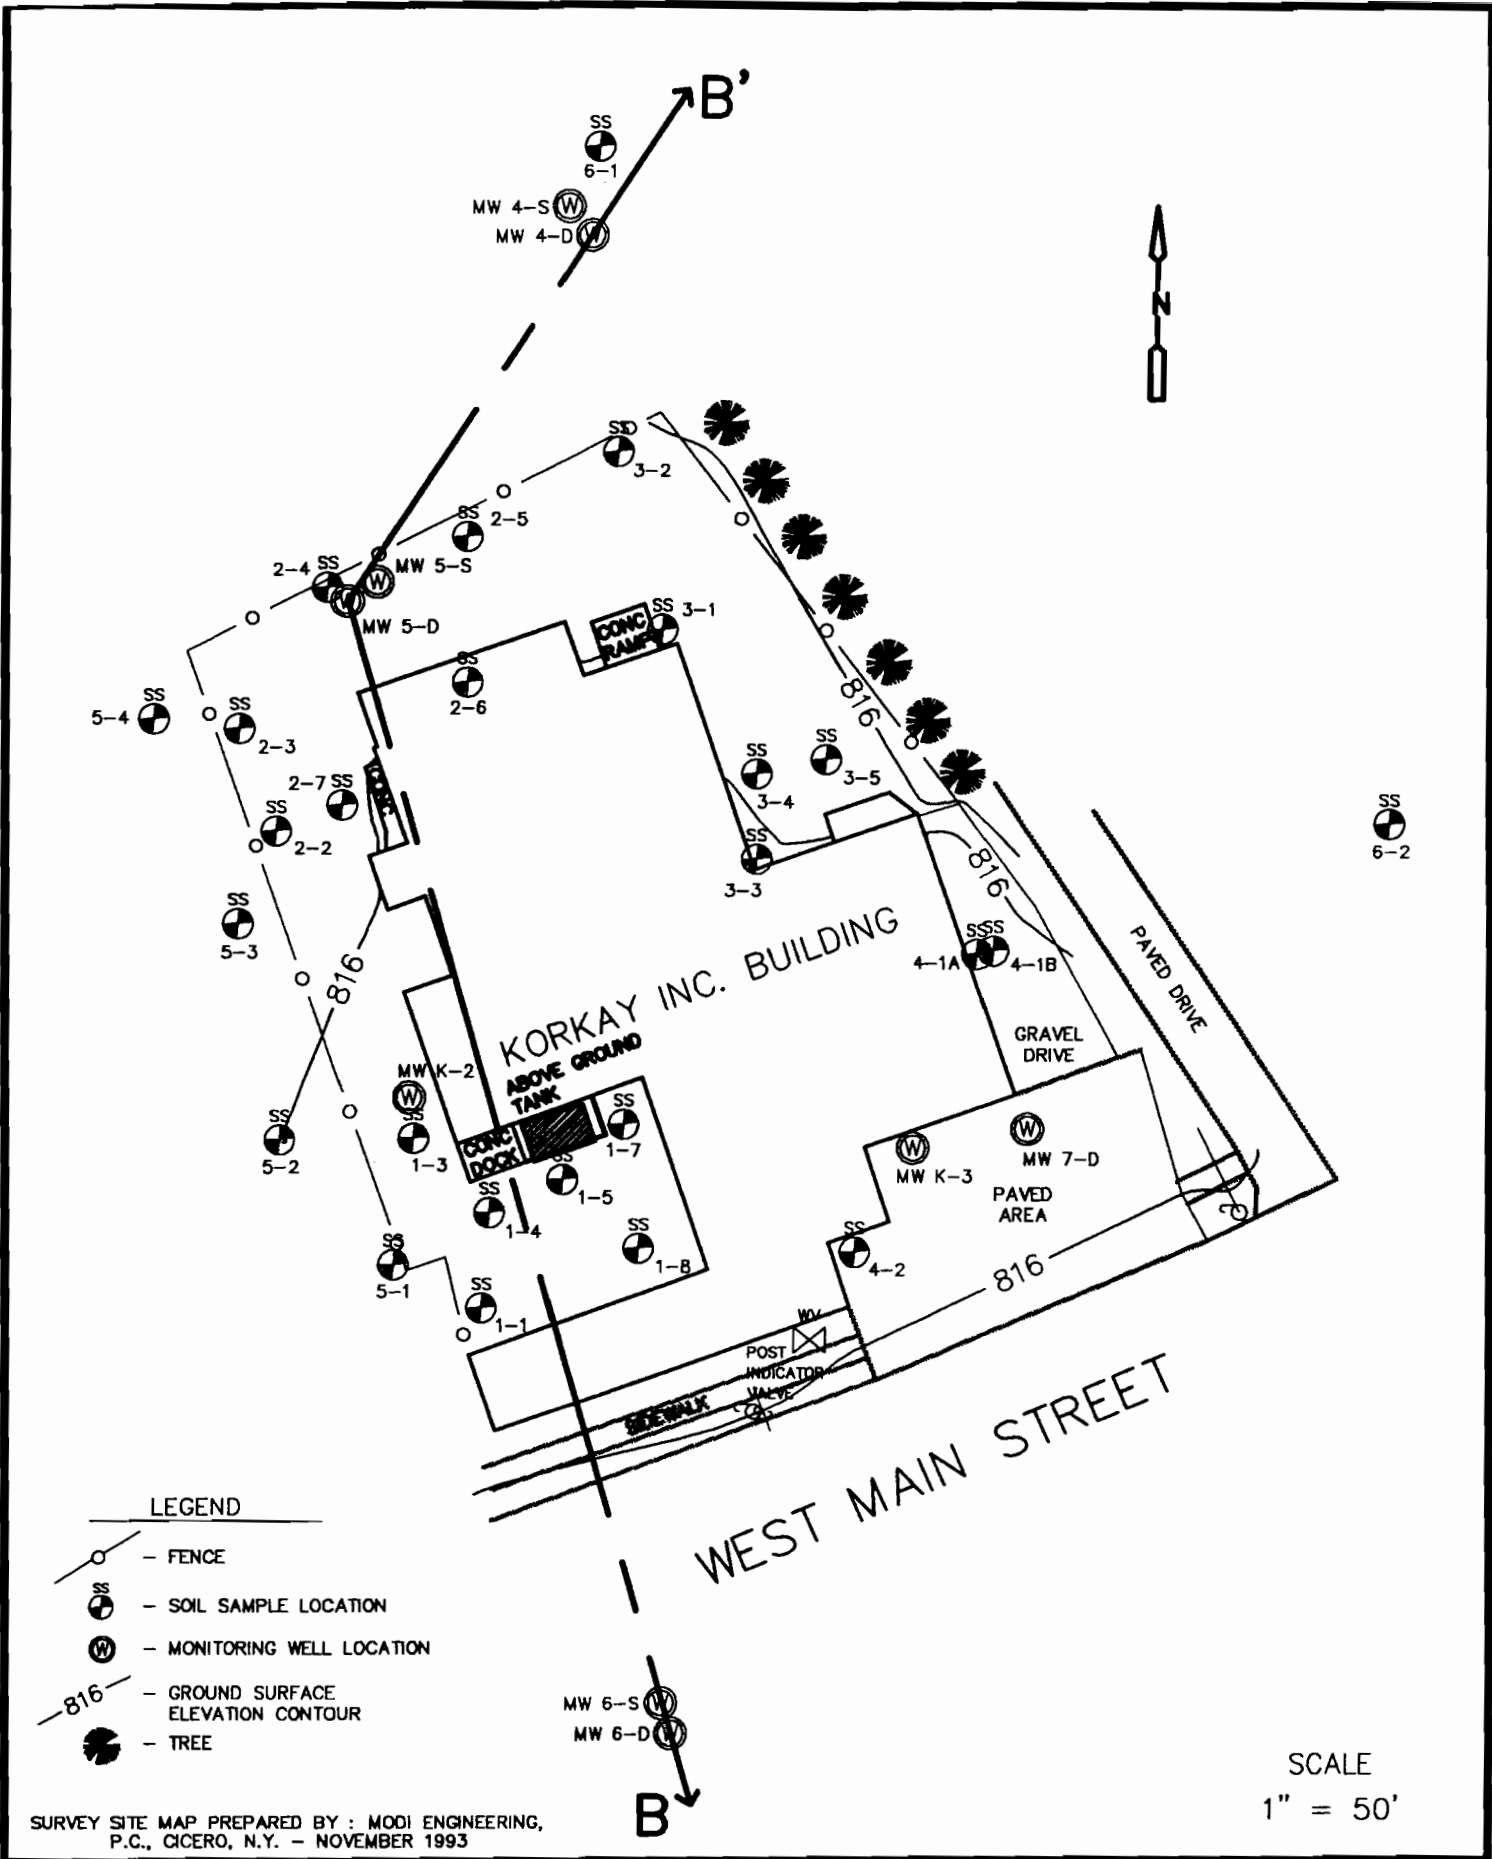 B'
SS
6-1
MW 4-S W
MW 4-D W
N
SS
3-2
SS
2-5
2-4 SS
MW 5-S
W
W
MW 5-D
SS 3-1
CONC
RAMP
SS
2-6
816
SS
5-4
SS
2-3
SS
3-4
SS
3-5
2-7 SS
CONC
SS
2-2
SS
6-2
SS
3-3
816
SS
5-3
816
KORKAY INC. BUILDING
SS SS
4-1A 4-1B
PAVED DRIVE
GRAVEL
DRIVE
ABOVE GROUND
TANK
MW K-2
W
SS
1-3
CONC
DOCK
SS
1-7
SS
5-2
SS
1-5
SS
1-4
W
MW K-3
W
MW 7-D
PAVED
AREA
SS
1-8
SS
4-2
SS
5-1
816
SS
1-1
WV
POST
INDICATOR
VALVE
SIDEWALK
WEST MAIN STREET
LEGEND
- FENCE
SS
- SOIL SAMPLE LOCATION
W - MONITORING WELL LOCATION
816 - GROUND SURFACE
ELEVATION CONTOUR
- TREE
MW 6-S W
MW 6-D W
B
SCALE
1" = 50'
SURVEY SITE MAP PREPARED BY : MODI ENGINEERING,
P.C., CICERO, N.Y. - NOVEMBER 1993